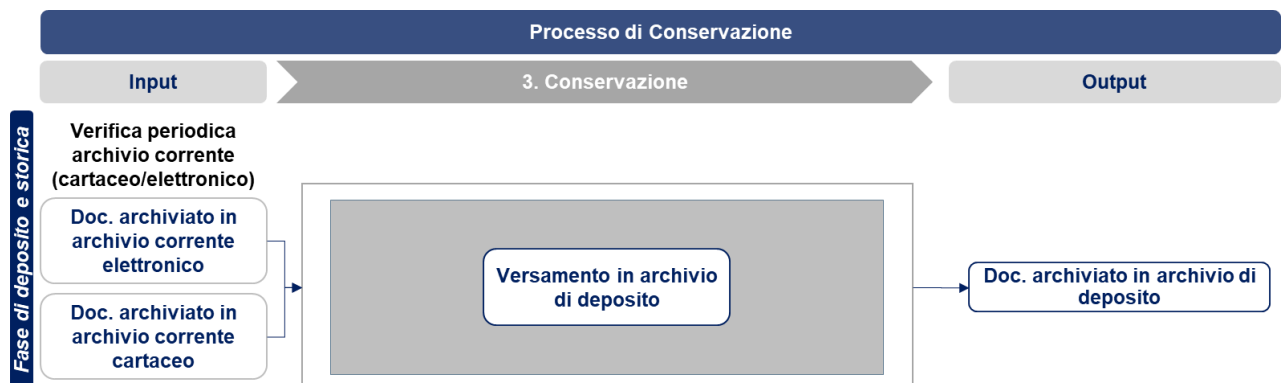 Processo di Conservazione
Input
3. Conservazione
Output
Fase di deposito e storica
Verifica periodica
archivio corrente
(cartaceo/elettronico)
Doc. archiviato in
archivio corrente
elettronico
Doc. archiviato in
archivio corrente
cartaceo
Versamento in archivio
di deposito
Doc. archiviato in archivio di
deposito